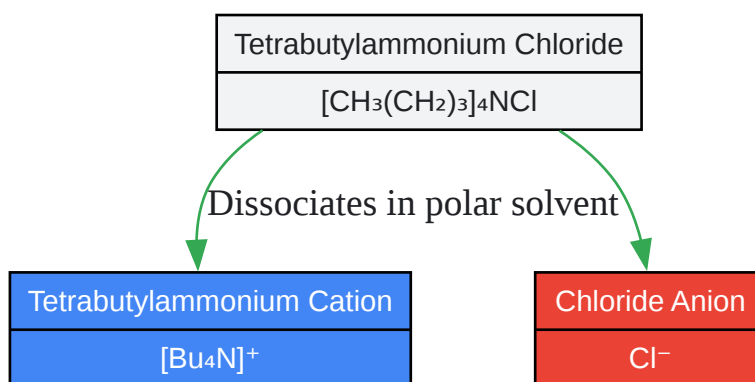 Tetrabutylammonium Chloride
[CH₃(CH₂)₃]₄NCl
Dissociates in polar solvent
Tetrabutylammonium Cation
[Bu₄N]⁺
Chloride Anion
Cl⁻